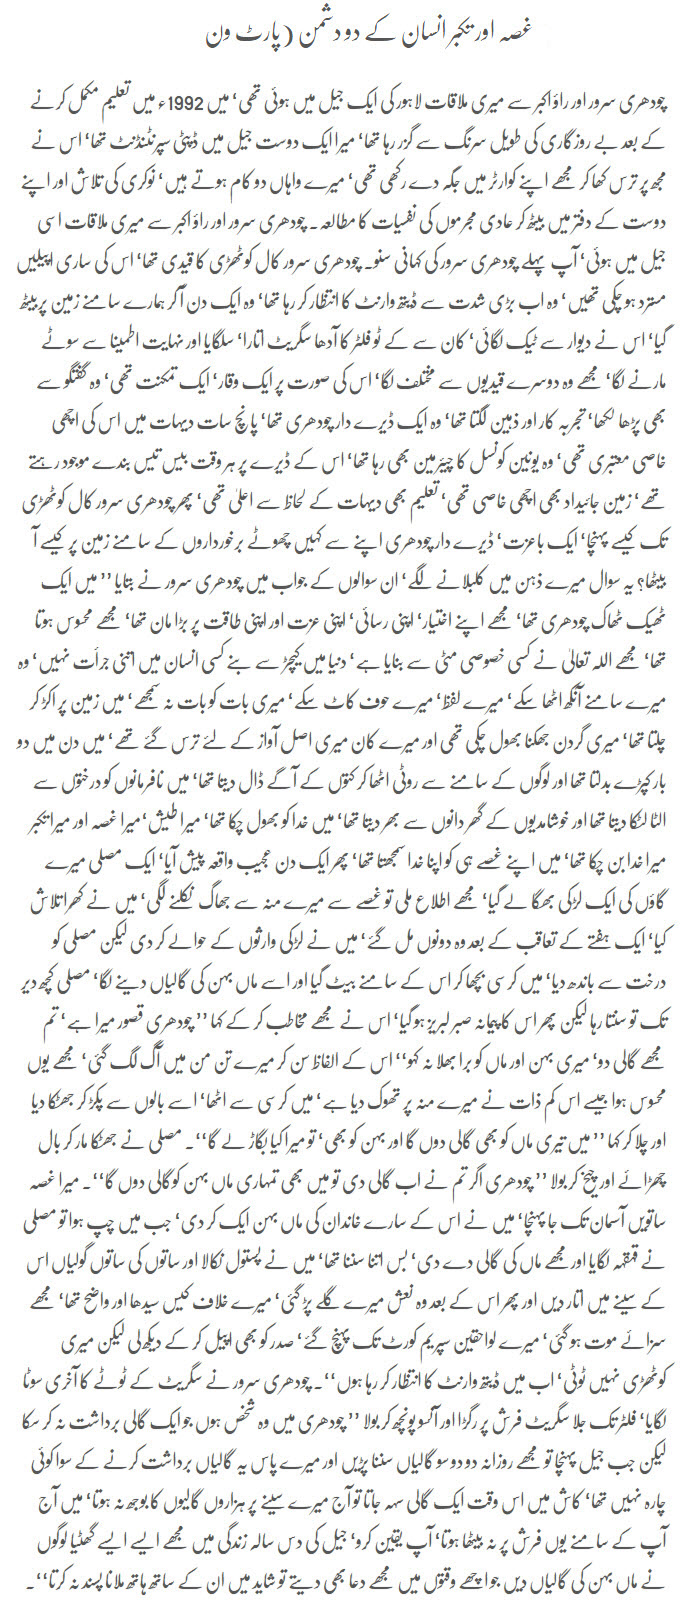 غصہ اور تکبر انسان کے دو دشمن (پارٹ ون
چودھری سرور اور راؤ اکبر سے میری ملاقات لاہور کی ایک جیل میں ہوئی تھی‘ میں 1992ء میں تعلیم مکمل کرنے
کے بعد بے روزگاری کی طویل سرنگ سے گزر رہا تھا‘ میرا ایک دوست جیل میں ڈپٹی سپرنٹنڈنٹ تھا‘ اس نے
مجھ پر ترس کھا کر مجھے اپنے کوارٹر میں جگہ دے رکھی تھی‘ میرے واہاں دو کام ہوتے ہیں‘ نوکری کی تلاش اور اپنے
دوست کے دفتر میں بیٹھ کر عادی مجرموں کی نفسیات کا مطالعہ۔ چودھری سرور اور راؤ اکبر سے میری ملاقات اسی
جیل میں ہوئی‘ آپ پہلے چودھری سرور کی کہانی سنو۔ چودھری سرور کال کوٹھڑی کا قیدی تھا‘ اس کی ساری اپیلیں
مسترد ہو چکی تھیں‘ وہ اب بڑی شدت سے ڈیتھ وارنٹ کا انتظار کر رہا تھا‘ وہ ایک دن آ کر ہمارے سامنے زمین پر بیٹھ
گیا‘ اس نے دیوار سے ٹیک لگائی‘ کان سے کے ٹو فلٹر کا آدھا سگریٹ اتارا‘ سلگایا اور نہایت اطمینا سے سوٹے
مارنے لگا‘ مجھے وہ دوسرے قیدیوں سے مختلف لگا‘ اس کی صورت پر ایک وقار‘ ایک تمکنت تھی‘ وہ گفتگو سے
بھی پڑھا لکھا‘ تجربہ کار اور ذہین لگتا تھا‘ وہ ایک ڈیرے دار چودھری تھا‘ پانچ سات دیہات میں اس کی اچھی
خاصی معتبری تھی‘ وہ یونین کونسل کا چیئرمین بھی رہا تھا‘ اس کے ڈیرے پر ہر وقت بیس تیس بندے موجود رہتے
تھے‘ زمین جائیداد بھی اچھی خاصی تھی‘ تعلیم بھی دیہات کے لحاظ سے اعلیٰ تھی‘ پھر چودھری سرور کال کوٹھڑی
تک کیسے پہنچا‘ ایک باعزت‘ ڈیرے دار چودھری اپنے سے کہیں چھوٹے برخورداروں کے سامنے زمین پر کیسے آ
بیٹھا؟ یہ سوال میرے ذہن میں کلبلانے لگے‘ ان سوالوں کے جواب میں چودھری سرور نے بتایا ’’میں ایک
ٹھیک ٹھاک چودھری تھا‘ مجھے اپنے اختیار‘ اپنی رسائی‘ اپنی عزت اور اپنی طاقت پر بڑا مان تھا‘ مجھے محسوس ہوتا
تھا‘ مجھے اللہ تعالیٰ نے کسی خصوصی مٹی سے بنایا ہے‘ دنیا میں کیچڑ سے بنے کسی انسان میں اتنی جرأت نہیں‘ وہ
میرے سامنے آنکھ اٹھا سکے‘ میرے لفظ‘ میرے حوف کاٹ سکے‘ میری بات کو بات نہ سمجھے‘ میں زمین پر اکڑ کر
چلتا تھا‘ میری گردن جھکنا بھول چکی تھی اور میرے کان میری اصل آواز کے لئے ترس گئے تھے‘ میں دن میں دو
بار کپڑے بدلتا تھا اور لوگوں کے سامنے سے روٹی اٹھا کر کتوں کے آگے ڈال دیتا تھا‘ میں نافرمانوں کو درختوں سے
الٹا لٹکا دیتا تھا اور خوشامدیوں کے گھر دانوں سے بھر دیتا تھا‘ میں خدا کو بھول چکا تھا‘ میرا طیش‘ میرا غصہ اور میرا تکبر
میرا خدا بن چکا تھا‘ میں اپنے غصے ہی کو اپنا خدا سمجھتا تھا‘ پھر ایک دن عجیب واقعہ پیش آیا‘ ایک مصلی میرے
گاؤں کی ایک لڑکی بھگا لے گیا‘ مجھے اطلاع ملی تو غصے سے میرے منہ سے جھاگ نکلنے لگی‘ میں نے کھرا تلاش
کیا‘ ایک ہفتے کے تعاقب کے بعد وہ دونوں مل گئے‘ میں نے لڑکی وارثوں کے حوالے کر دی لیکن مصلی کو
درخت سے باندھ دیا‘ میں کرسی بچھا کر اس کے سامنے بیٹ گیا اور اسے ماں بہن کی گالیاں دینے لگا‘ مصلی کچھ دیر
تک تو سنتا رہا لیکن پھر اس کا پیمانہ صبر لبریز ہو گیا‘ اس نے مجھے مخاطب کر کے کہا ’’چودھری قصور میرا ہے‘ تم
مجھے گالی دو‘ میری بہن اور ماں کو برا بھلا نہ کہو‘‘ اس کے الفاظ سن کر میرے تن من میں آگ لگ گئی‘ مجھے یوں
محسوس ہوا جیسے اس کم ذات نے میرے منہ پر تھوک دیا ہے‘ میں کرسی سے اٹھا‘ اسے بالوں سے پکڑ کر جھٹکا دیا
اور چلا کر کہا ’’میں تیری ماں کو بھی گالی دوں گا اور بہن کو بھی‘ تو میرا کیا بگاڑ لے گا‘‘۔ مصلی نے جھٹکا مار کر بال
چھڑائے اور چیخ کر بولا ’’چودھری اگر تم نے اب گالی دی تو میں بھی تمہاری ماں بہن کو گالی دوں گا‘‘۔ میرا غصہ
ساتویں آسمان تک جا پہنچا‘ میں نے اس کے سارے خاندان کی ماں بہن ایک کر دی‘ جب میں چپ ہوا تو مصلی
نے قہقہہ لگایا اور مجھے ماں کی گالی دے دی‘ بس اتنا سننا تھا‘ میں نے پستول نکالا اور ساتوں کی ساتوں گولیاں اس
کے سینے میں اتار دیں اور پھر اس کے بعد وہ نعش میرے گلے پڑ گئی‘ میرے خلاف کیس سیدھا اور واضح تھا‘ مجھے
سزائے موت ہو گئی‘ میرے لواحقین سپریم کورٹ تک پہنچ گئے‘ صدر کو بھی اپیل کر کے دیکھ لی لیکن میری
کوٹھڑی نہیں ٹوٹی‘ اب میں ڈیتھ وارنٹ کا انتظار کر رہا ہوں‘‘۔ چودھری سرور نے سگریٹ کے ٹوٹے کا آخری سوٹا
لگایا‘ فلٹر تک جلا سگریٹ فرش پر رگڑا اور آنسو پونچھ کر بولا ’’چودھری میں وہ شخص ہوں جو ایک گالی برداشت نہ کر سکا
لیکن جب جیل پہنچا تو مجھے روزانہ دو دو سو گالیاں سننا پڑیں اور میرے پاس یہ گالیاں برداشت کرنے کے سوا کوئی
چارہ نہیں تھا‘ کاش میں اس وقت ایک گالی سہہ جاتا تو آج میرے سینے پر ہزاروں گالیوں کا بوجھ نہ ہوتا‘ میں آج
آپ کے سامنے یوں فرش پر نہ بیٹھا ہوتا‘ آپ یقین کرو‘ جیل کی دس سالہ زندگی میں مجھے ایسے ایسے گھٹیا لوگوں
نے ماں بہن کی گالیاں دیں جو اچھے وقتوں میں مجھے دعا بھی دیتے تو شاید میں ان کے ساتھ ہاتھ ملانا پسند نہ کرتا‘‘۔